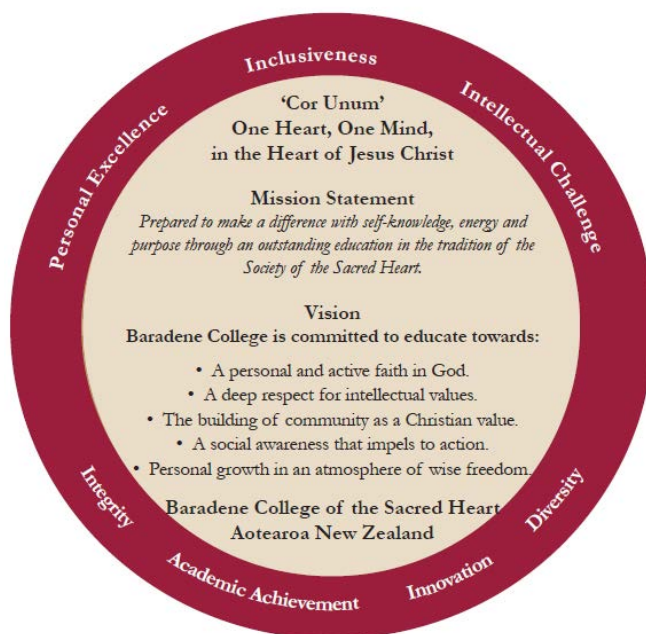 Inclusiveness
Personal Excellence
Intellectual Challenge
‘Cor Unum’
One Heart, One Mind,
in the Heart of Jesus Christ
Mission Statement
Prepared to make a difference with self-knowledge, energy and
purpose through an outstanding education in the tradition of the
Society of the Sacred Heart.
Vision
Baradene College is committed to educate towards:
• A personal and active faith in God.
• A deep respect for intellectual values.
• The building of community as a Christian value.
• A social awareness that impels to action.
• Personal growth in an atmosphere of wise freedom.
Baradene College of the Sacred Heart
Aotearoa New Zealand
Integrity
Academic Achievement
Innovation
Diversity